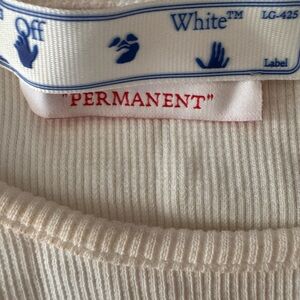 Off White™ LG-425
Label
"PERMANENT"